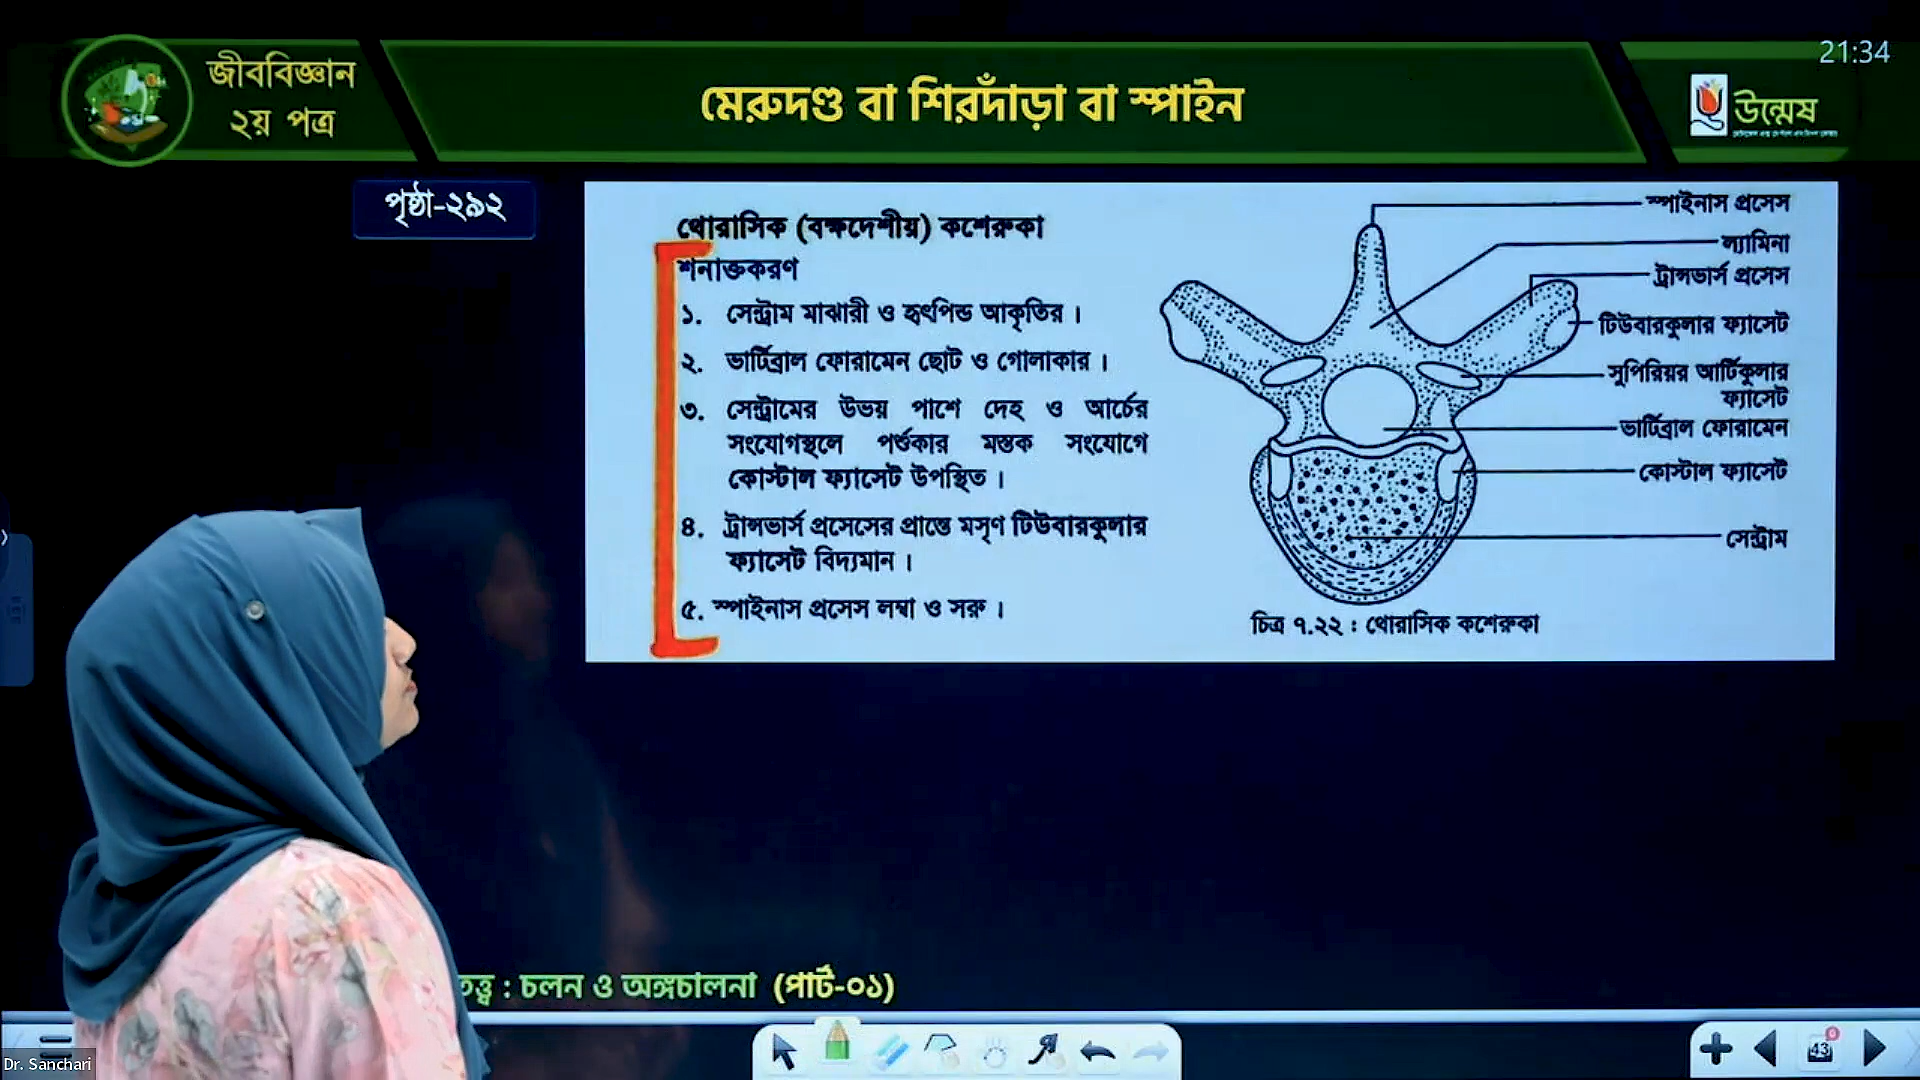 21:34
জীববিজ্ঞান
২য় পত্র
মেরুদণ্ড বা শিরদাঁড়া বা স্পাইন
উন্মেষ
পৃষ্ঠা-২৯২
থোরাসিক (বক্ষদেশীয়) কশেরুকা
শনাক্তকরণ
১. সেন্ট্রাম মাঝারী ও হৃৎপিন্ড আকৃতির।
২. ভার্টিব্রাল ফোরামেন ছোট ও গোলাকার।
৩. সেন্ট্রামের উভয় পাশে দেহ ও আর্চের
সংযোগস্থলে পর্শুকার মস্তক সংযোগে
কোস্টাল ফ্যাসেট উপস্থিত।
৪. ট্রান্সভার্স প্রসেসের প্রান্তে মসৃণ টিউবারকুলার
ফ্যাসেট বিদ্যমান।
৫. স্পাইনাস প্রসেস লম্বা ও সরু।
স্পাইনাস প্রসেস
ল্যামিনা
ট্রান্সভার্স প্রসেস
টিউবারকুলার ফ্যাসেট
সুপিরিয়র আর্টিকুলার
ফ্যাসেট
ভার্টিব্রাল ফোরামেন
কোস্টাল ফ্যাসেট
সেন্ট্রাম
চিত্র ৭.২২ : থোরাসিক কশেরুকা
তত্ত্ব : চলন ও অঙ্গচালনা (পার্ট-০১)
Dr. Sanchari
43
0